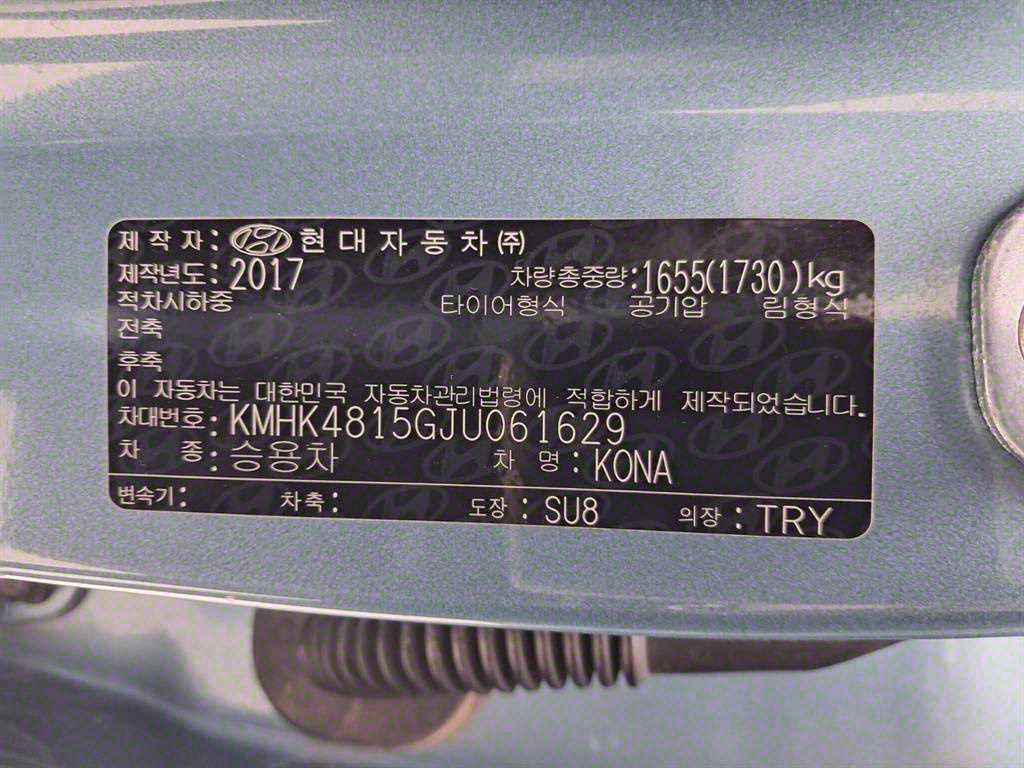 제작자: 현대자동차(주)
제작년도: 2017 차량총중량: 1655(1730)kg
적차시하중 타이어형식 공기압 림형식
전축
후축
이 자동차는 대한민국 자동차관리법령에 적합하게 제작되었습니다.
차대번호: KMHK4815GJU061629
차 종: 승용차 차 명: KONA
변속기: 차축: 도장: SU8 의장: TRY